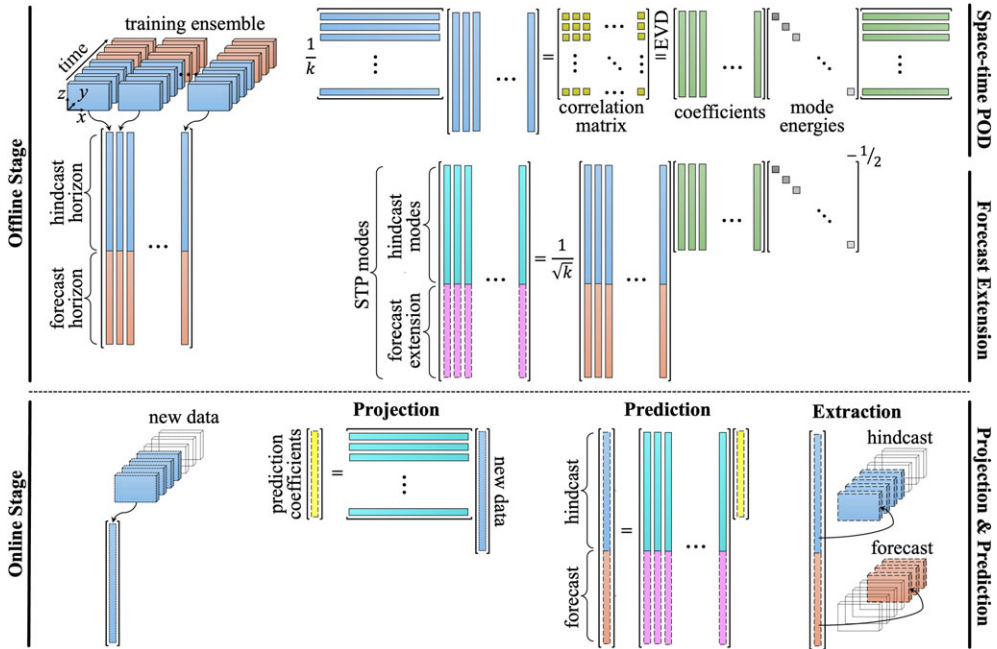 Offline Stage
training ensemble
time
z
y
x
hindcast
horizon
forecast
horizon
1
k
=
correlation
matrix
= EVD
coefficients
mode
energies
Space-time POD
STP modes
hindcast
modes
forecast
extension
=
1
√k
−1/2
Forecast Extension
Online Stage
new data
Projection
prediction
coefficients
=
new data
Prediction
hindcast
forecast
=
Extraction
hindcast
forecast
Projection & Prediction